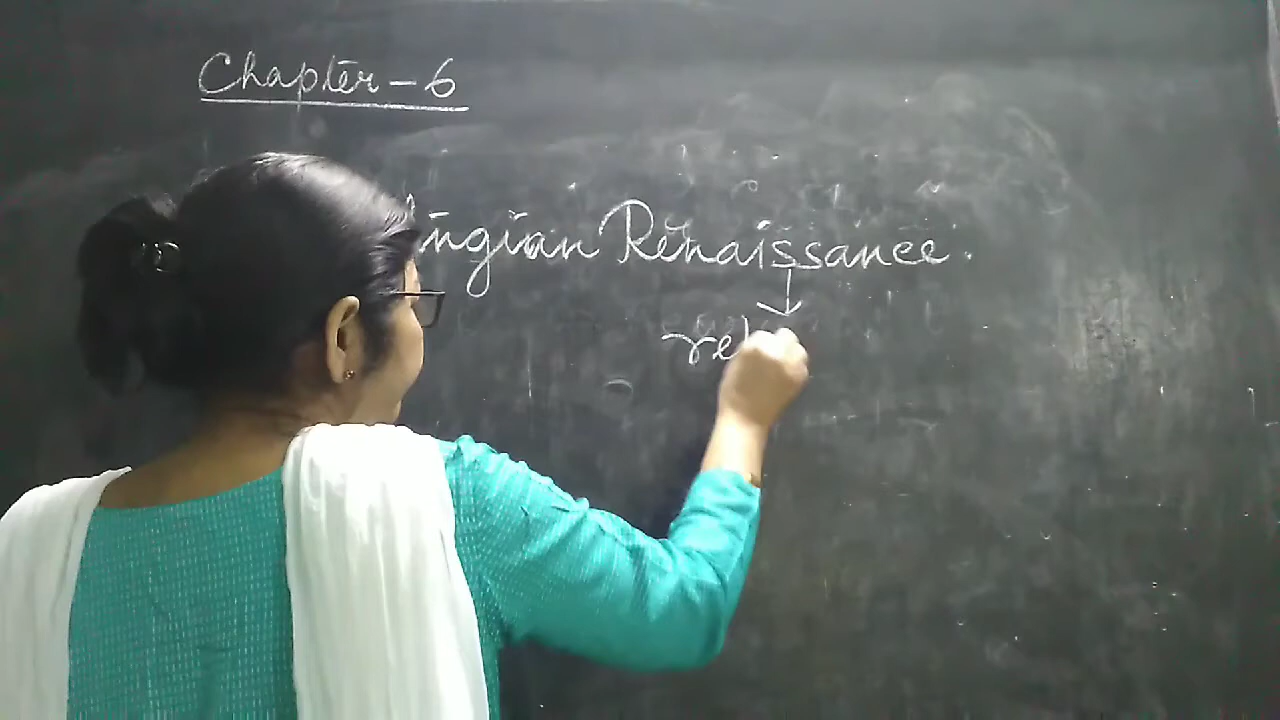 Chapter - 6
ingian Renaissance.
re